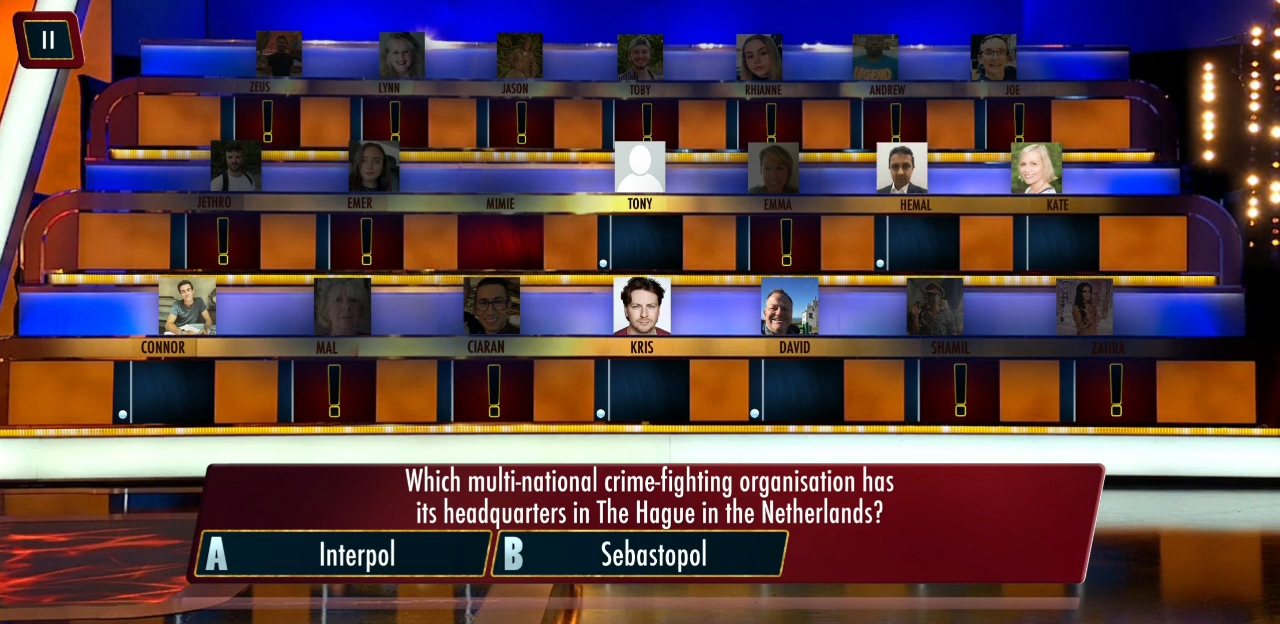 LEGEND
ZEUS LYNN JASON TOBY RHIANNE ANDREW JOE
JETHRO EMER MIMIE TONY EMMA HEMAL KATE
CONNOR MAL CIARAN KRIS DAVID SHAMIL ZAHRA
Which multi-national crime-fighting organisation has
its headquarters in The Hague in the Netherlands?
A Interpol B Sebastopol